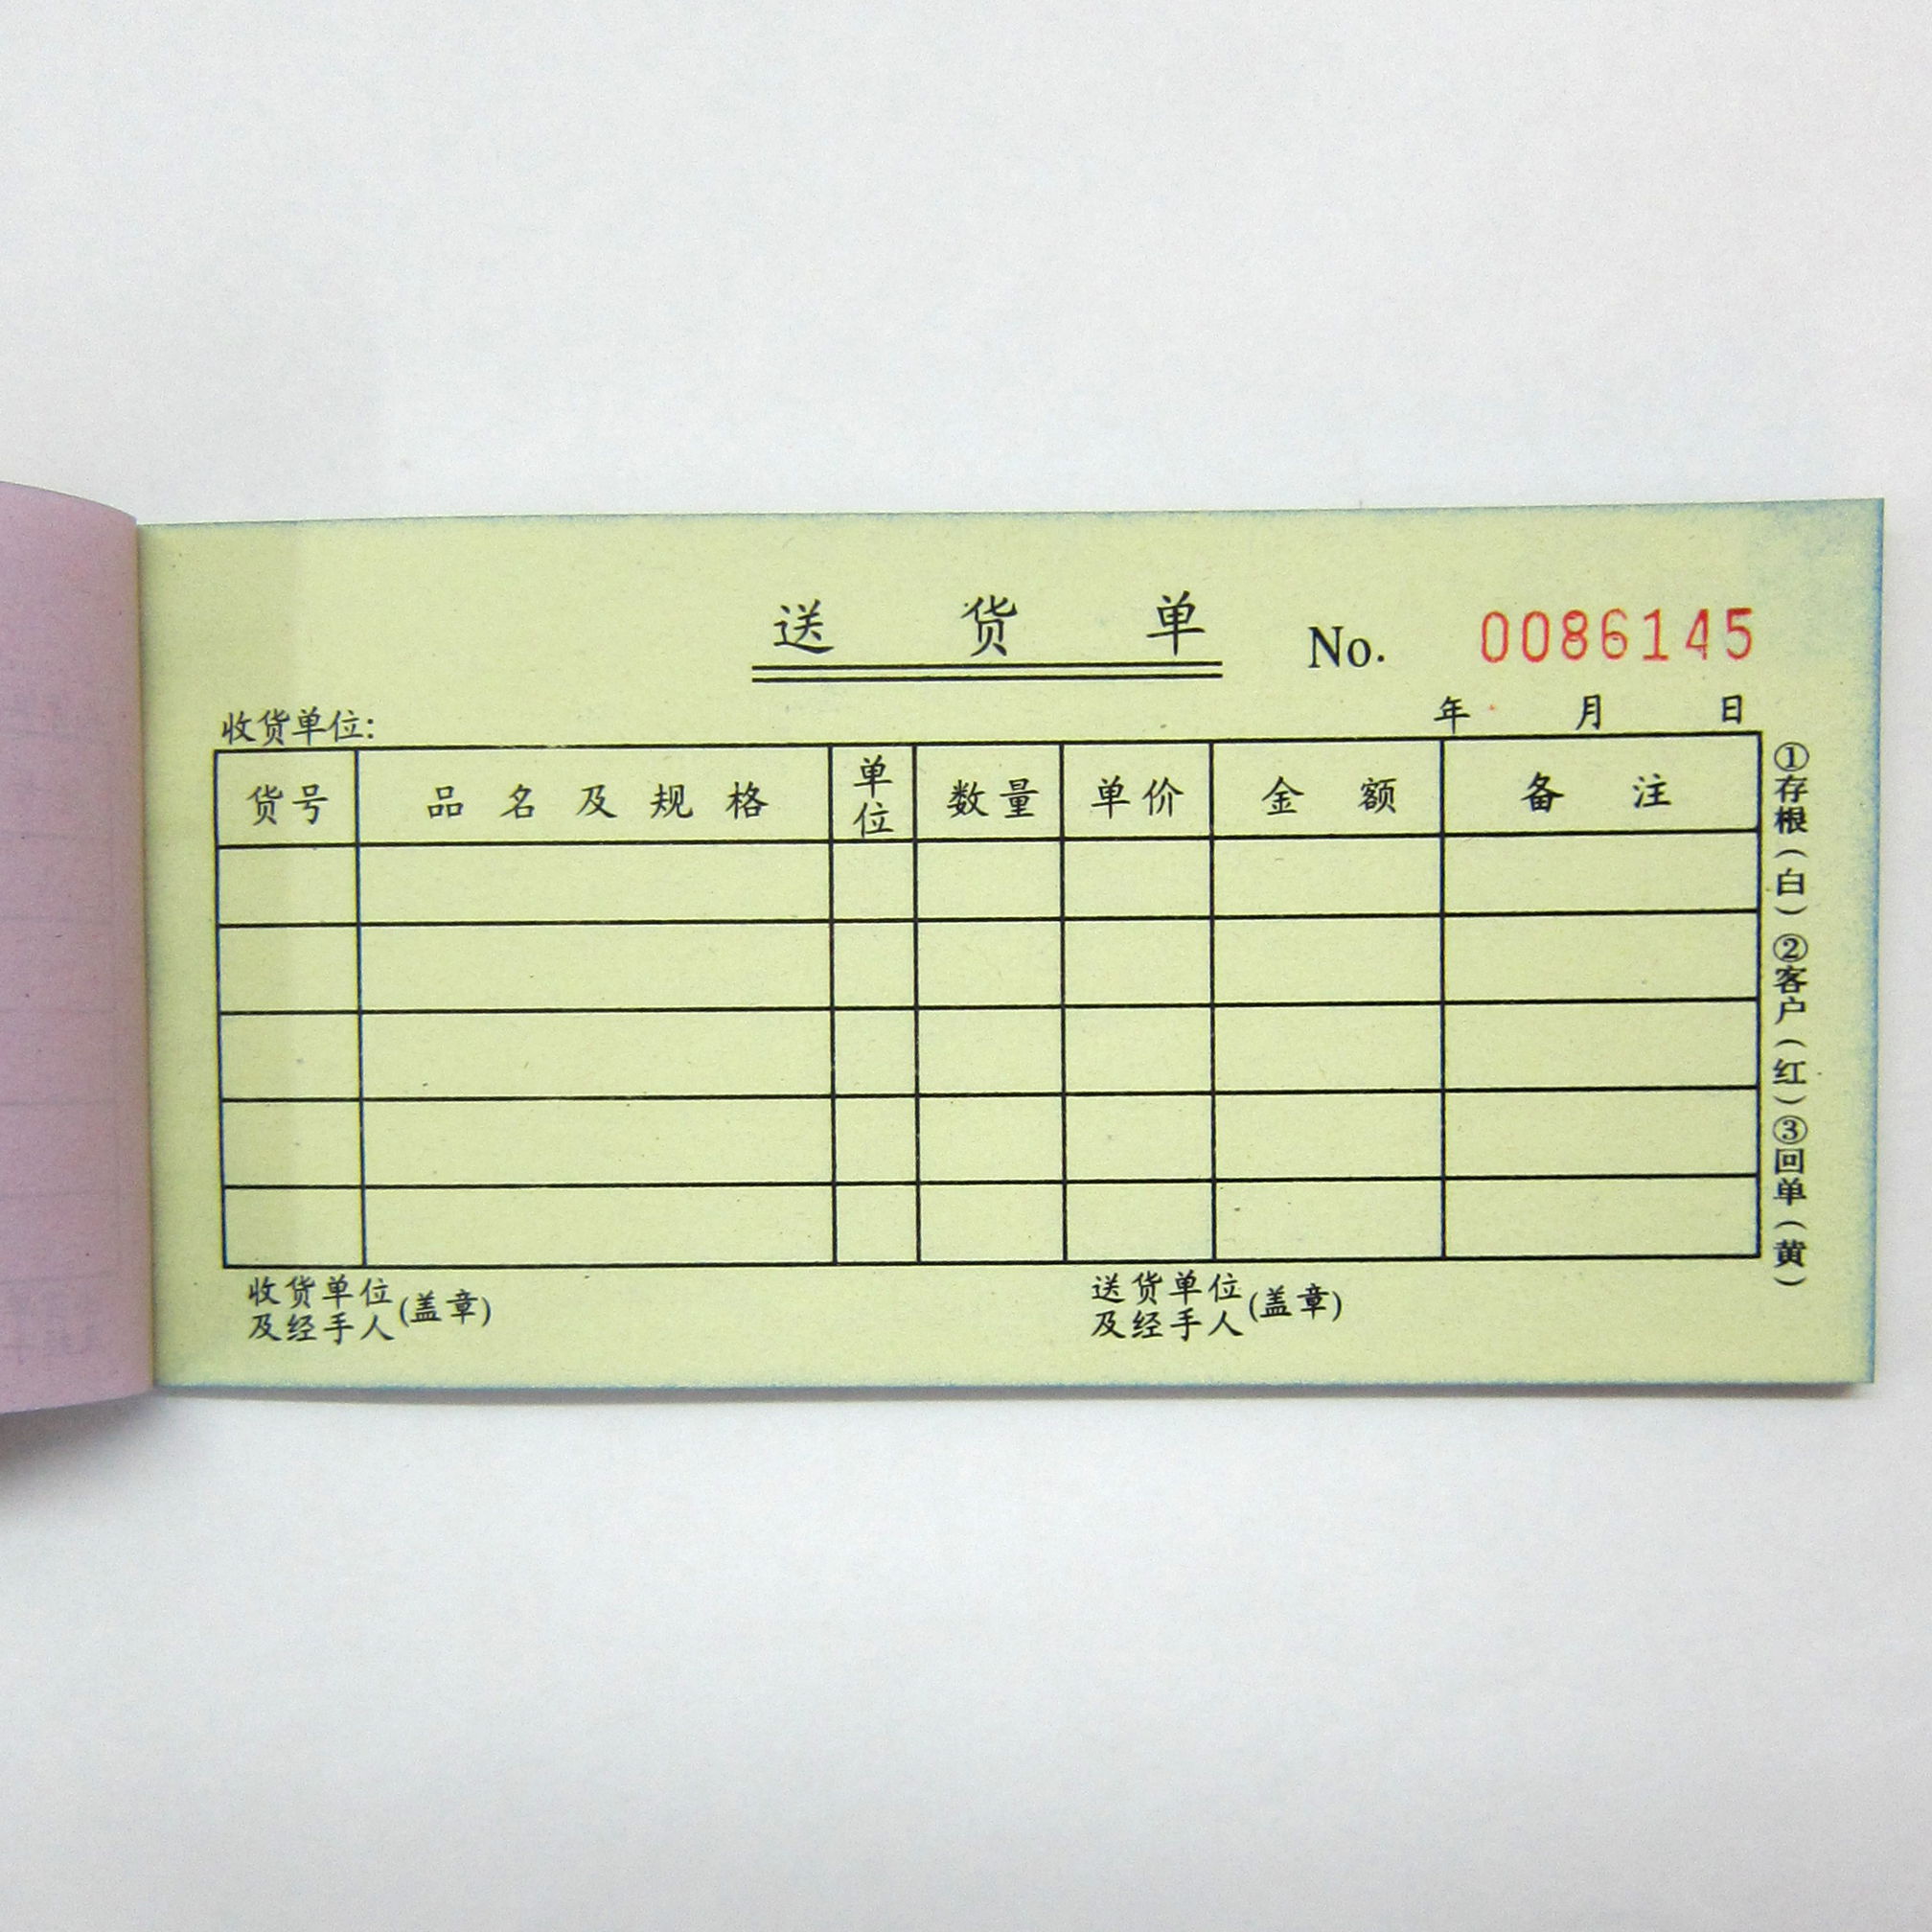 送货单 No. 0086145
收货单位: 年 月 日
货号 品名及规格 单位 数量 单价 金额 备注
①存根(白)②客户(红)③回单(黄)
收货单位及经手人(盖章) 送货单位及经手人(盖章)